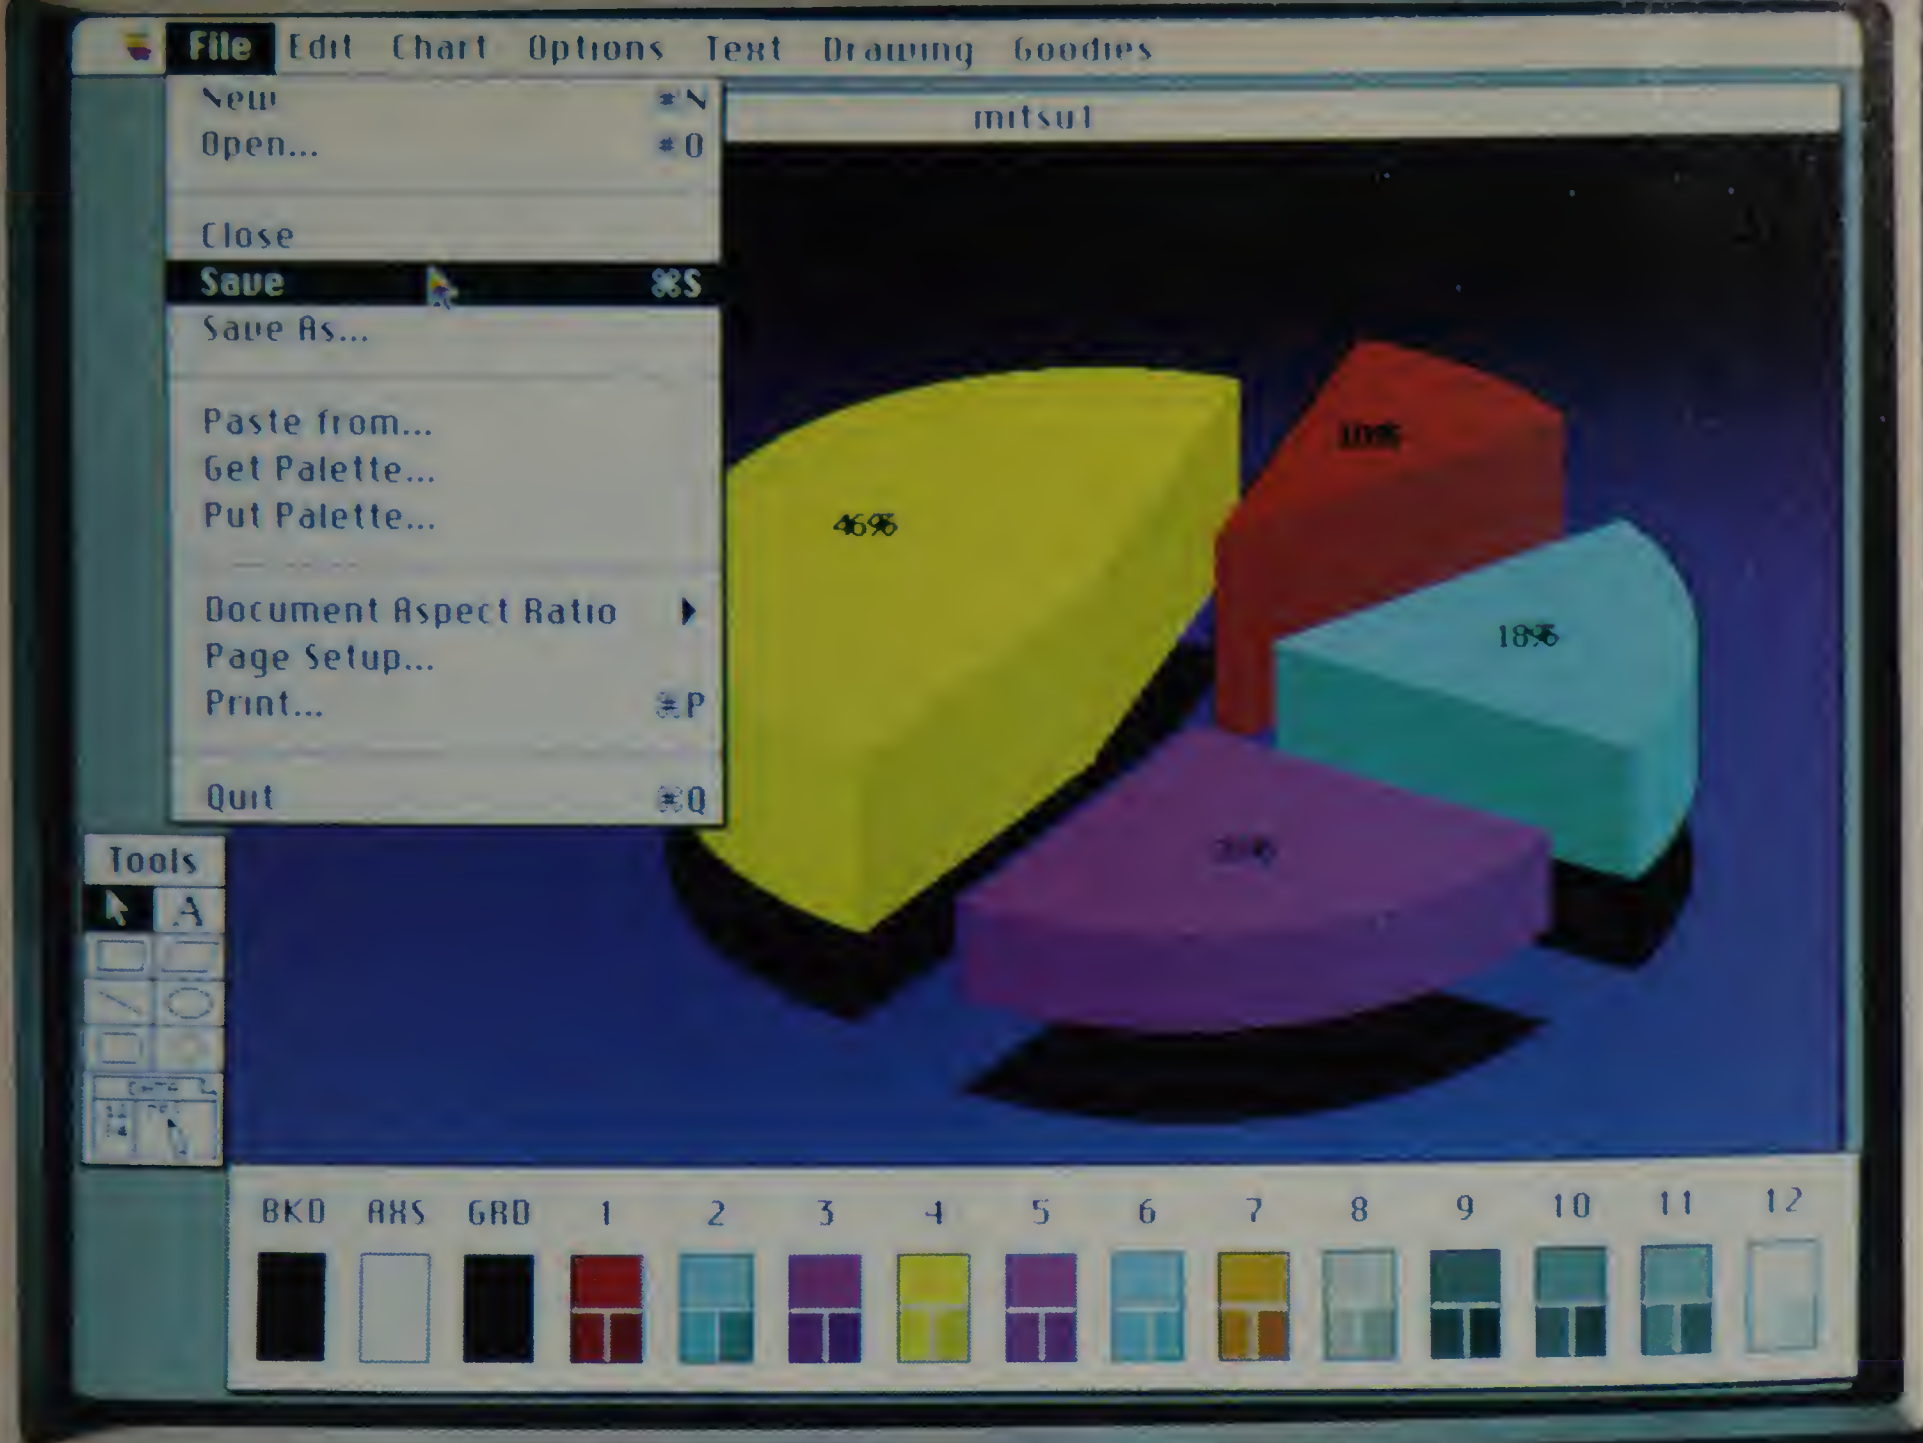 File Edit Chart Options Text Drawing Goodies
New ⌘N
Open... ⌘O
Close
Save ⌘S
Save As...
Paste from...
Get Palette...
Put Palette...
Document Aspect Ratio
Page Setup...
Print... ⌘P
Quit ⌘Q
mitsu1
46%
10%
18%
Tools
A
BKD AXS GRD 1 2 3 4 5 6 7 8 9 10 11 12